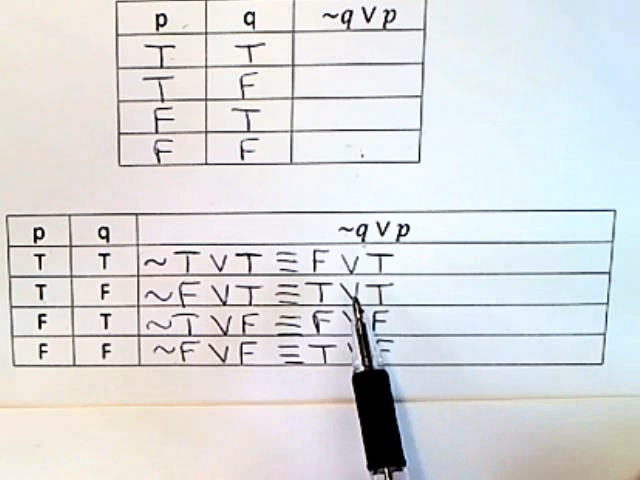 p q ~q ∨ p
T T
T F
F T
F F
p q ~q ∨ p
T T ~T ∨ T ≡ F ∨ T
T F ~F ∨ T ≡ T ∨ T
F T ~T ∨ F ≡ F ∨ F
F F ~F ∨ F ≡ T ∨ F